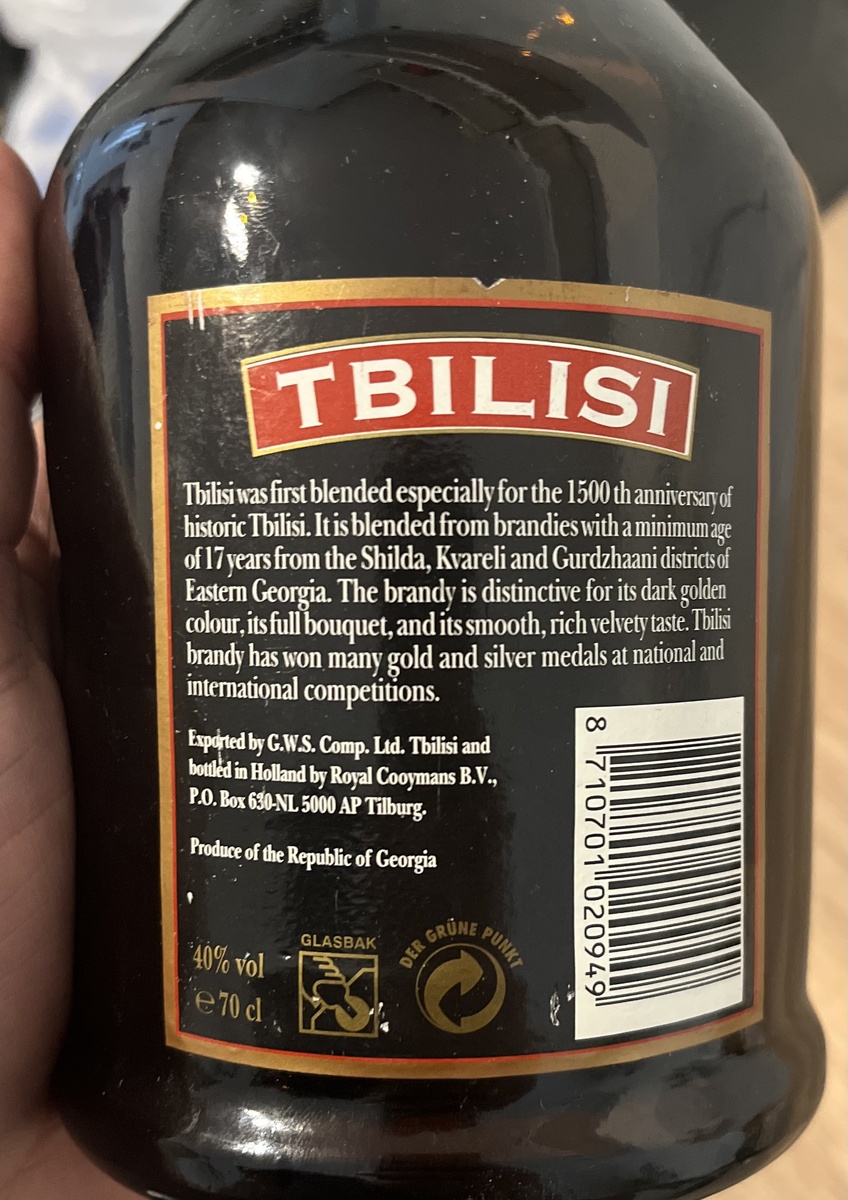 TBILISI
Tbilisi was first blended especially for the 1500 th anniversary of
historic Tbilisi. It is blended from brandies with a minimum age
of 17 years from the Shilda, Kvareli and Gurdzhaani districts of
Eastern Georgia. The brandy is distinctive for its dark golden
colour, its full bouquet, and its smooth, rich velvety taste. Tbilisi
brandy has won many gold and silver medals at national and
international competitions.
Exported by G.W.S. Comp. Ltd. Tbilisi and
bottled in Holland by Royal Cooymans B.V.,
P.O. Box 630-NL 5000 AP Tilburg.
Produce of the Republic of Georgia
40% vol
℮ 70 cl
GLASBAK
DER GRÜNE PUNKT
8 710701 020949